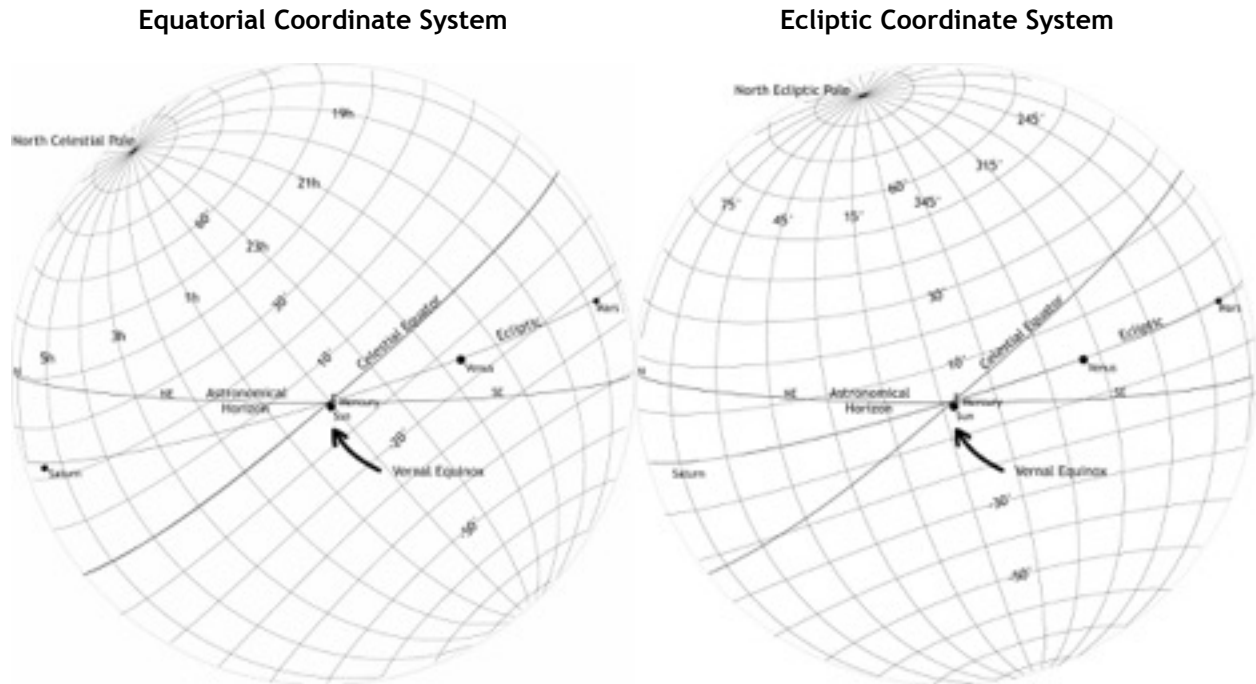 Equatorial Coordinate System
North Celestial Pole
19h
21h
60°
23h
1h
30°
3h
5h
10°
Celestial Equator
Ecliptic
Mars
Venus
N
NE
Astronomical
Horizon
SE
Mercury
Sun
-20°
Saturn
Vernal Equinox
-50°
Ecliptic Coordinate System
North Ecliptic Pole
245°
315°
60°
75°
45°
15°
345°
30°
10°
Celestial Equator
Ecliptic
Mars
Venus
N
NE
Astronomical
Horizon
SE
Mercury
Sun
Saturn
Vernal Equinox
-30°
-50°